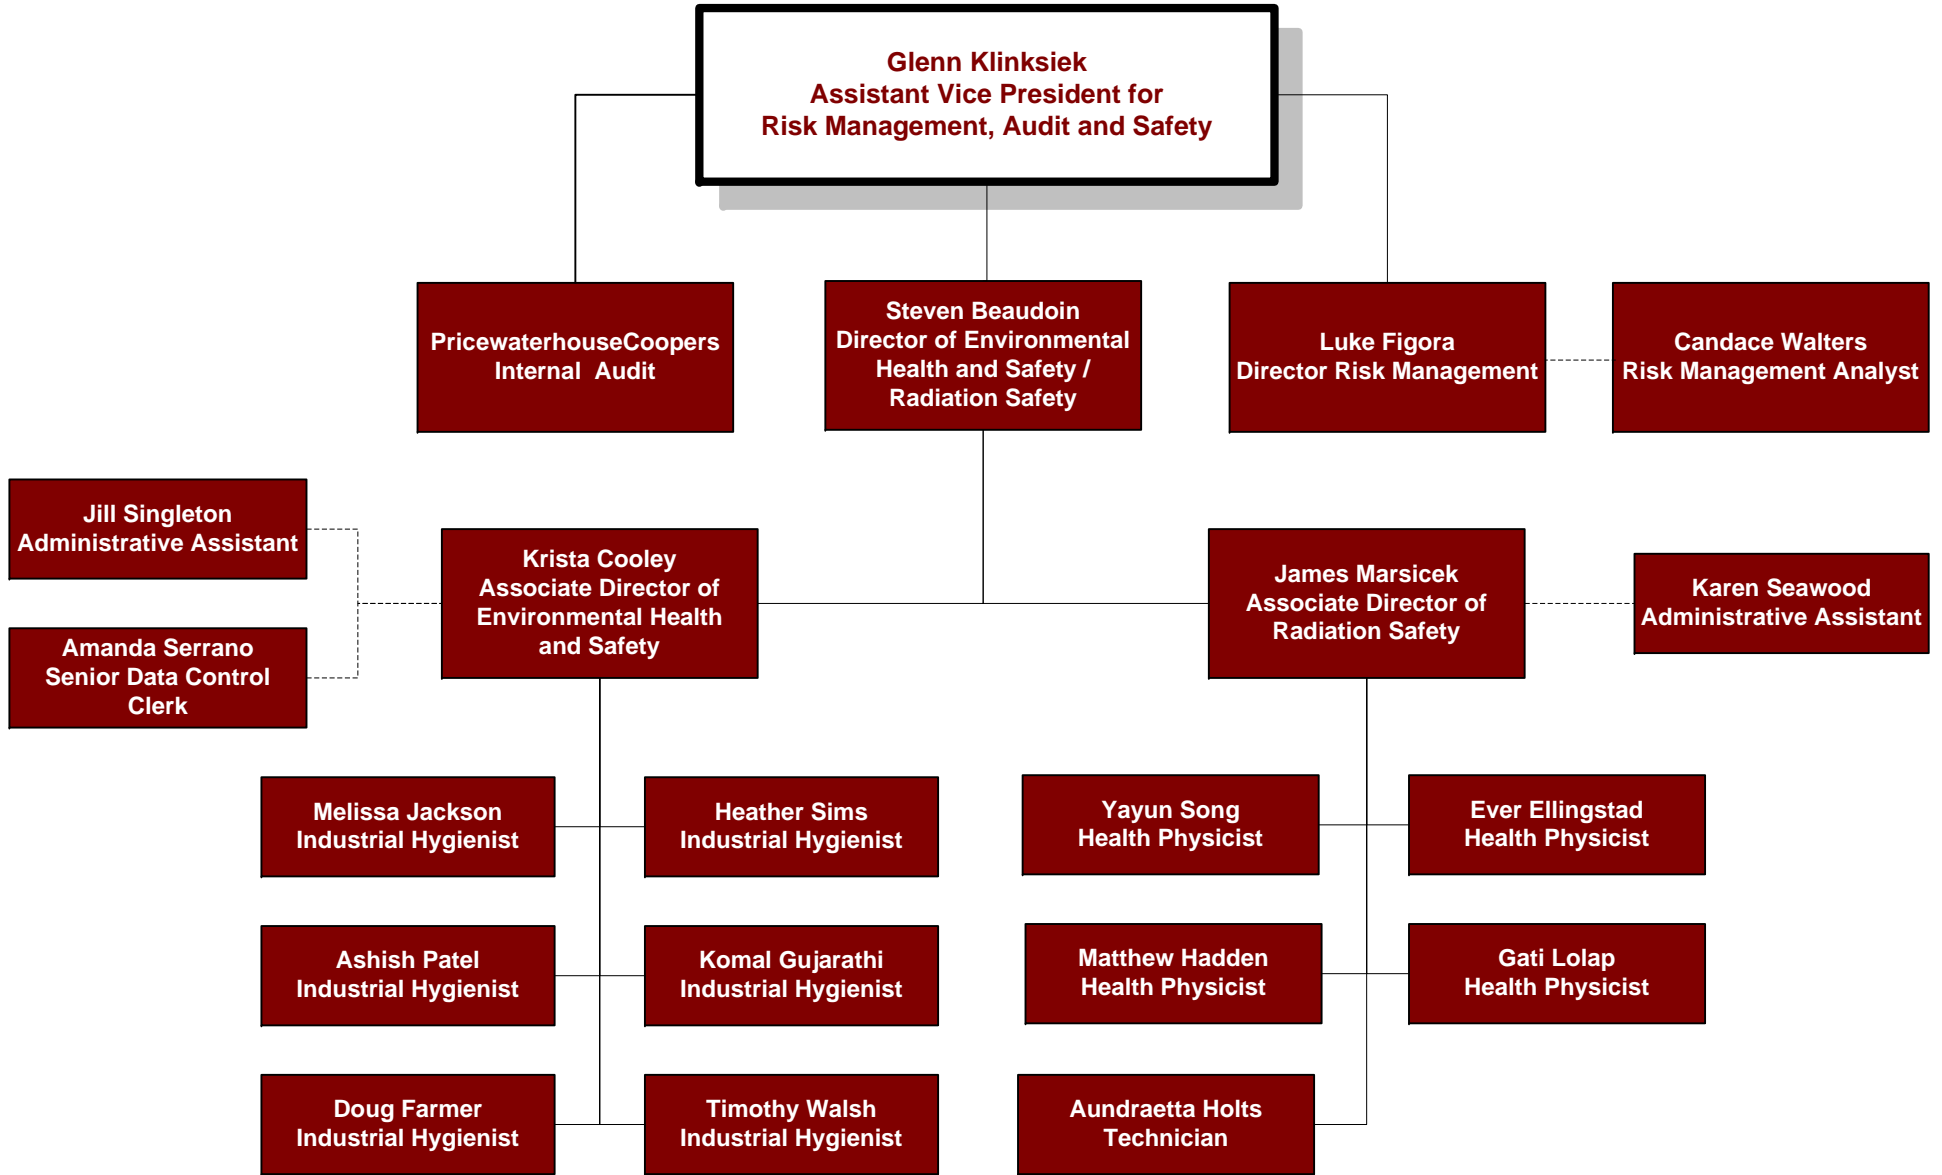 Glenn Klinksiek
Assistant Vice President for
Risk Management, Audit and Safety
PricewaterhouseCoopers
Internal Audit
Steven Beaudoin
Director of Environmental
Health and Safety /
Radiation Safety
Luke Figora
Director Risk Management
Candace Walters
Risk Management Analyst
Jill Singleton
Administrative Assistant
Amanda Serrano
Senior Data Control
Clerk
Krista Cooley
Associate Director of
Environmental Health
and Safety
James Marsicek
Associate Director of
Radiation Safety
Karen Seawood
Administrative Assistant
Melissa Jackson
Industrial Hygienist
Heather Sims
Industrial Hygienist
Yayun Song
Health Physicist
Ever Ellingstad
Health Physicist
Ashish Patel
Industrial Hygienist
Komal Gujarathi
Industrial Hygienist
Matthew Hadden
Health Physicist
Gati Lolap
Health Physicist
Doug Farmer
Industrial Hygienist
Timothy Walsh
Industrial Hygienist
Aundraetta Holts
Technician